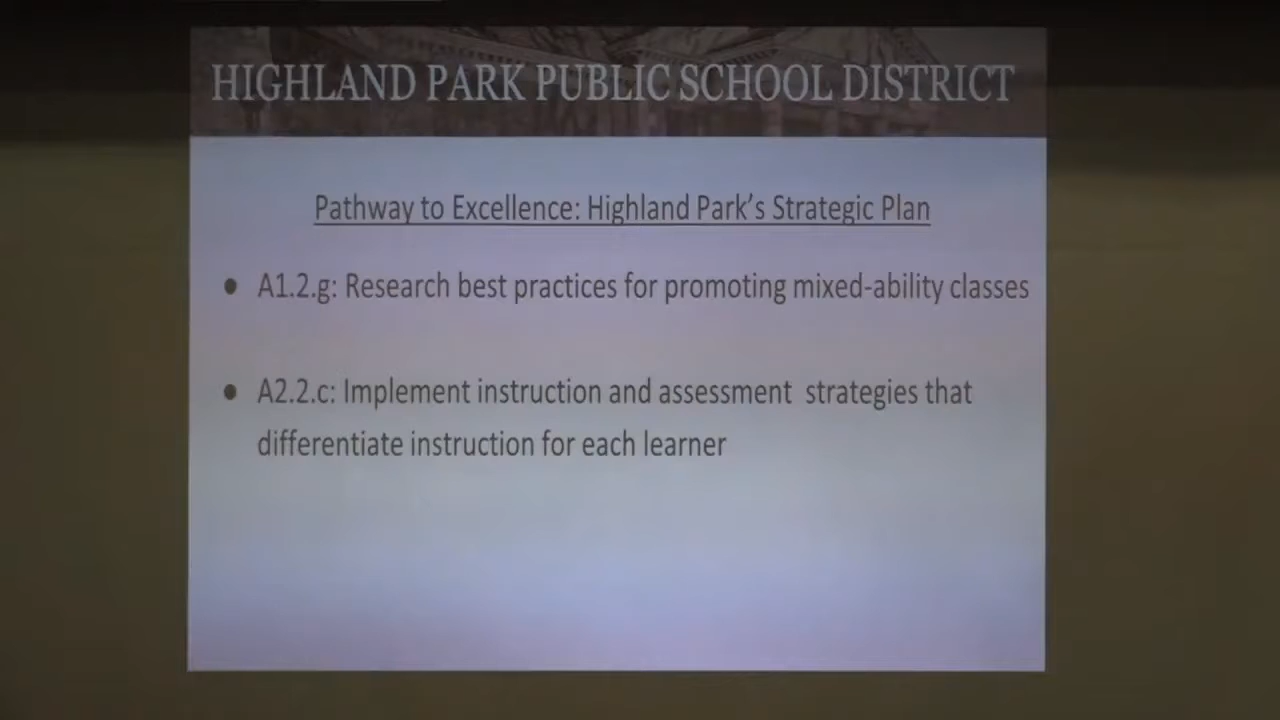 HIGHLAND PARK PUBLIC SCHOOL DISTRICT
Pathway to Excellence: Highland Park's Strategic Plan
● A1.2.g: Research best practices for promoting mixed-ability classes
● A2.2.c: Implement instruction and assessment strategies that
differentiate instruction for each learner